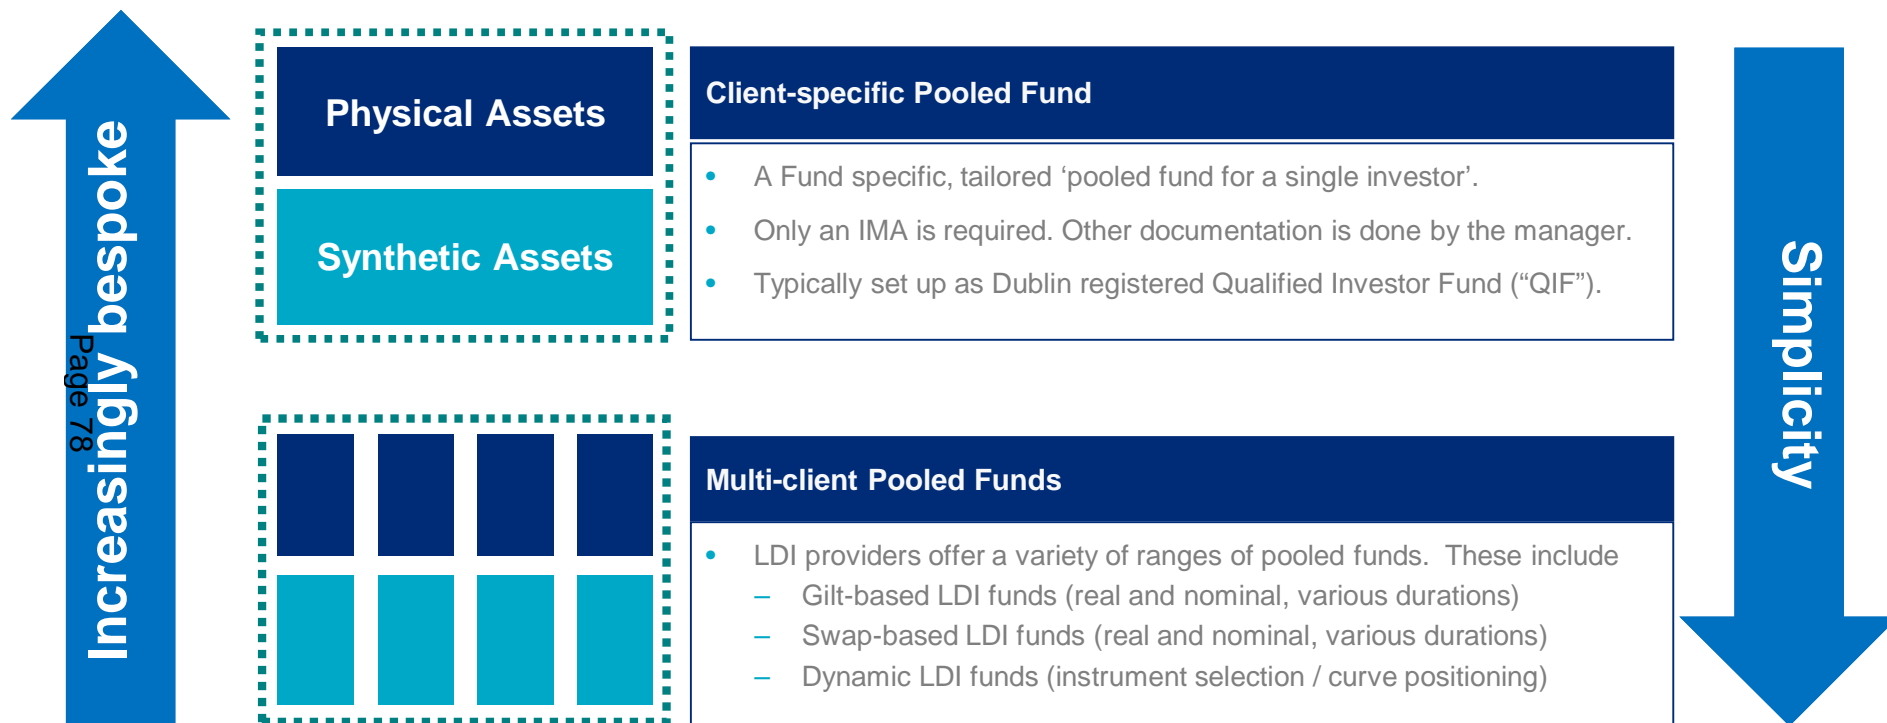 Increasingly bespoke
Page 78
Physical Assets
Synthetic Assets
Client-specific Pooled Fund
• A Fund specific, tailored ‘pooled fund for a single investor’.
• Only an IMA is required. Other documentation is done by the manager.
• Typically set up as Dublin registered Qualified Investor Fund (“QIF”).
Multi-client Pooled Funds
• LDI providers offer a variety of ranges of pooled funds.  These include
– Gilt-based LDI funds (real and nominal, various durations)
– Swap-based LDI funds (real and nominal, various durations)
– Dynamic LDI funds (instrument selection / curve positioning)
Simplicity